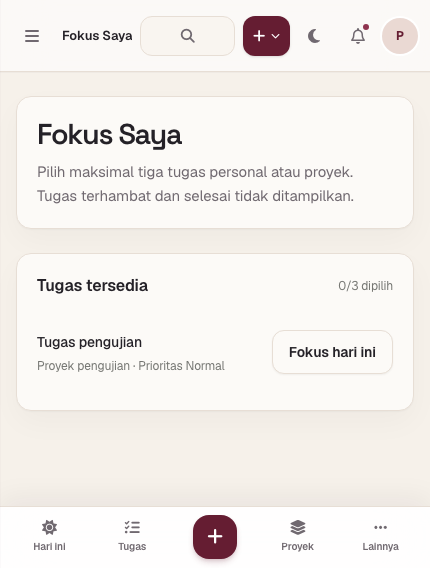 Fokus Saya
P
Fokus Saya
Pilih maksimal tiga tugas personal atau proyek.
Tugas terhambat dan selesai tidak ditampilkan.
Tugas tersedia
0/3 dipilih
Tugas pengujian
Proyek pengujian · Prioritas Normal
Fokus hari ini
Hari ini
Tugas
Proyek
Lainnya